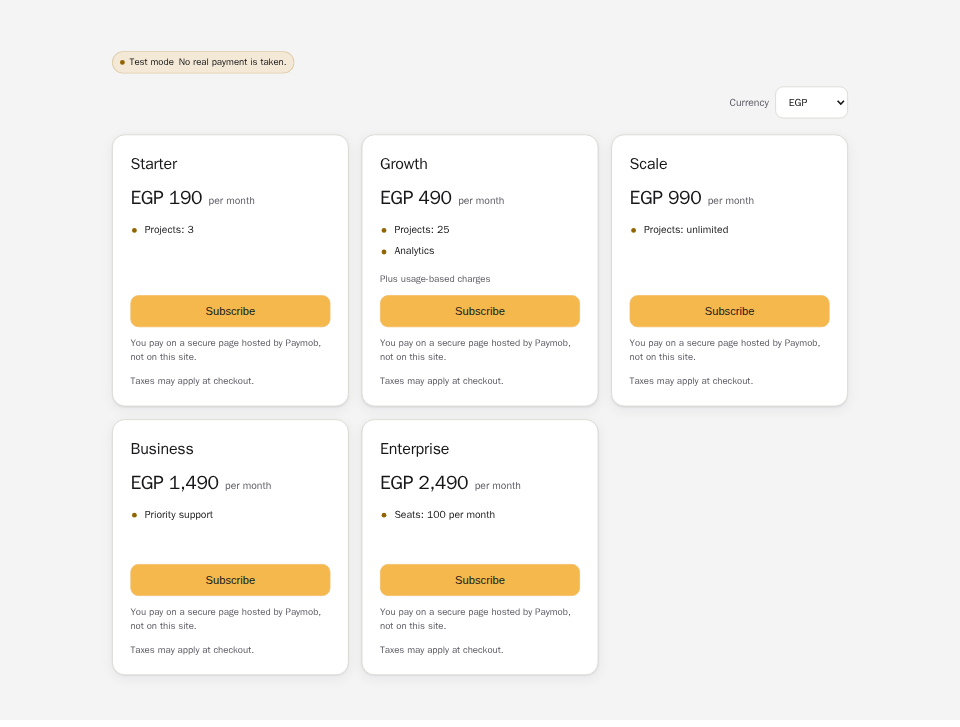 Test mode No real payment is taken.
Currency EGP
Starter
EGP 190 per month
Projects: 3
Subscribe
You pay on a secure page hosted by Paymob,
not on this site.
Taxes may apply at checkout.
Growth
EGP 490 per month
Projects: 25
Analytics
Plus usage-based charges
Subscribe
You pay on a secure page hosted by Paymob,
not on this site.
Taxes may apply at checkout.
Scale
EGP 990 per month
Projects: unlimited
Subscribe
You pay on a secure page hosted by Paymob,
not on this site.
Taxes may apply at checkout.
Business
EGP 1,490 per month
Priority support
Subscribe
You pay on a secure page hosted by Paymob,
not on this site.
Taxes may apply at checkout.
Enterprise
EGP 2,490 per month
Seats: 100 per month
Subscribe
You pay on a secure page hosted by Paymob,
not on this site.
Taxes may apply at checkout.